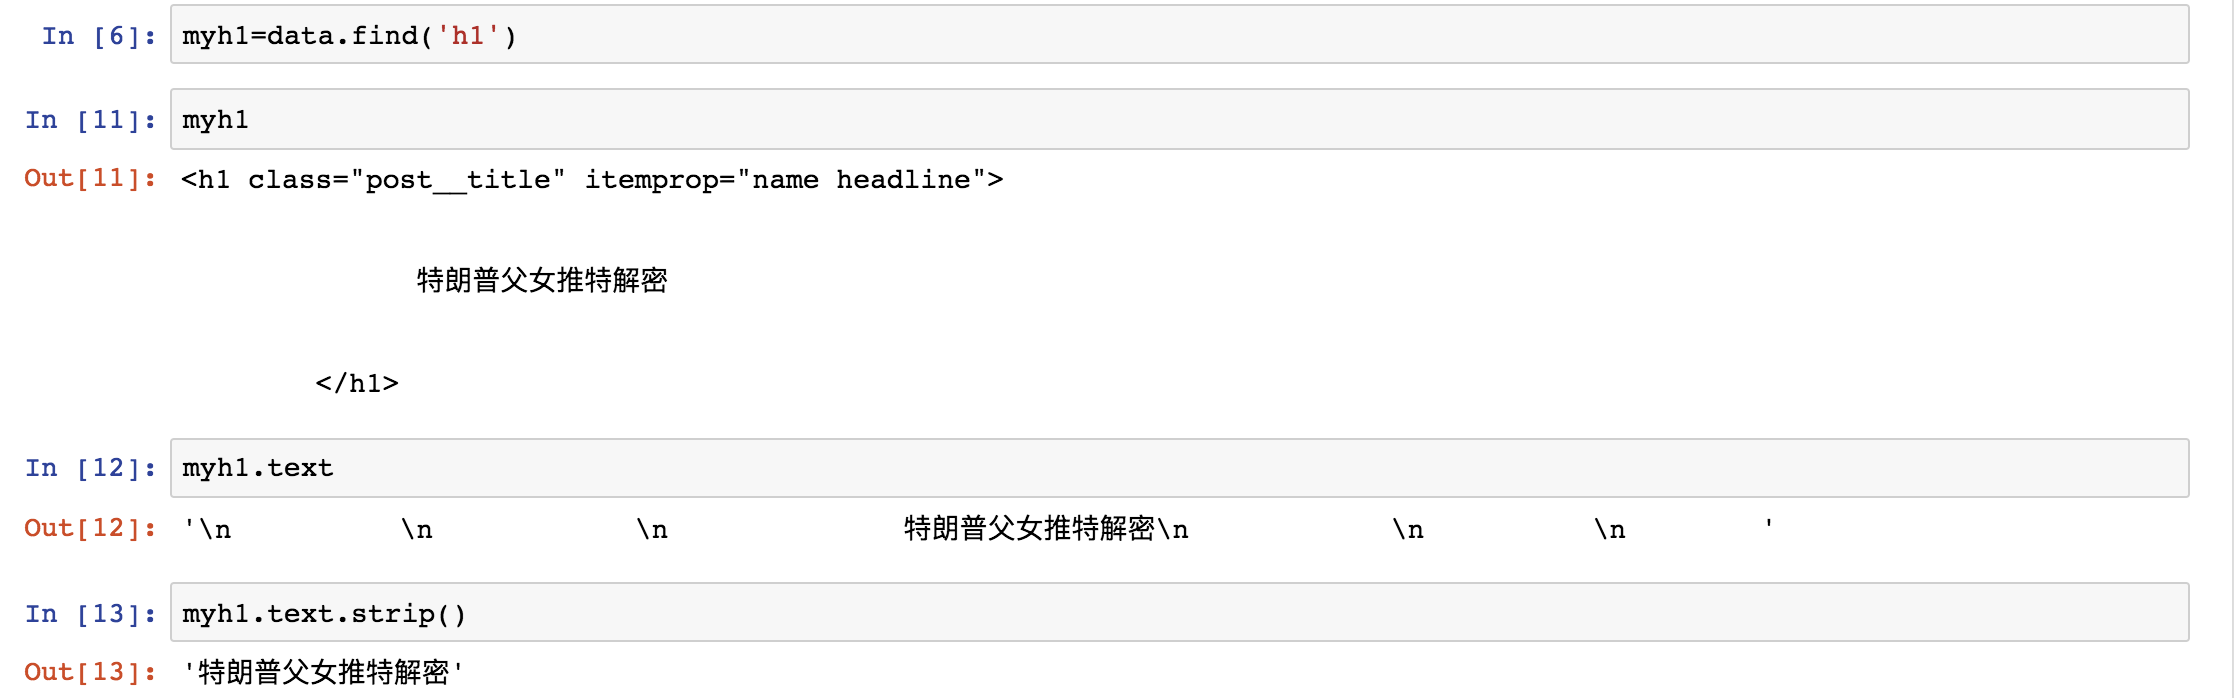 In [6]: myh1=data.find('h1')
In [11]: myh1
Out[11]: <h1 class="post__title" itemprop="name headline">
特朗普父女推特解密
</h1>
In [12]: myh1.text
Out[12]: '\n          \n              \n              特朗普父女推特解密\n            \n          \n        '
In [13]: myh1.text.strip()
Out[13]: '特朗普父女推特解密'